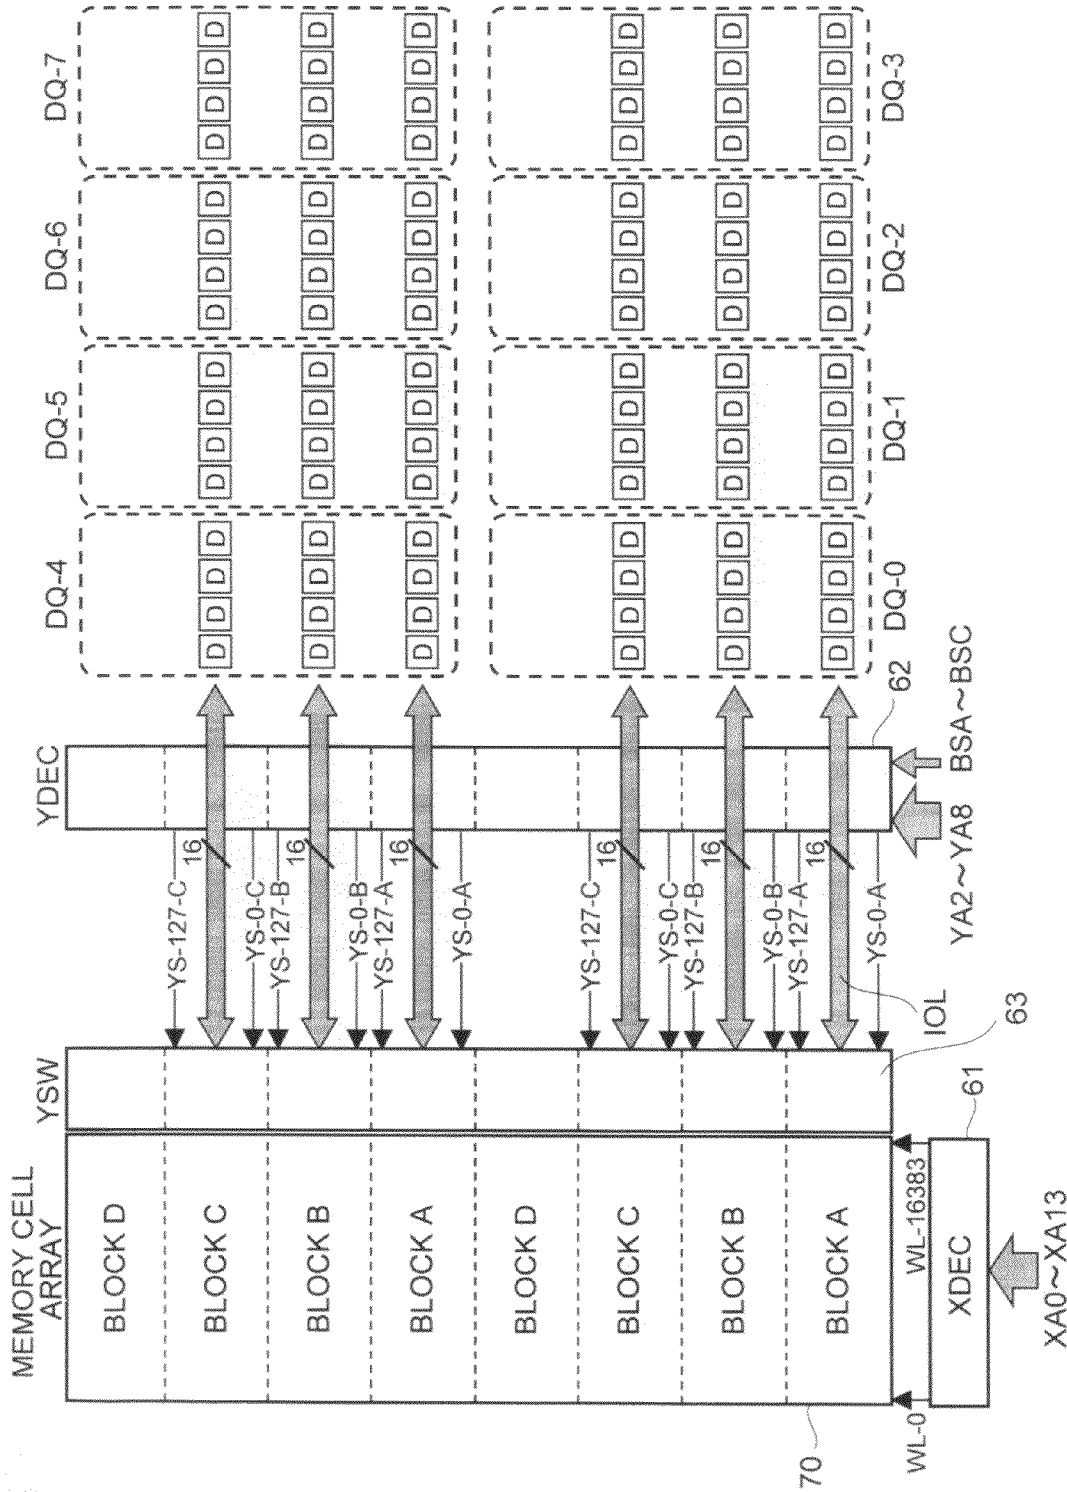 MEMORY CELL
ARRAY
YSW
YDEC
DQ-4
DQ-5
DQ-6
DQ-7
BLOCK D
YS-127-C
16
BLOCK C
D D D D D D D D D D D D D D D D
YS-0-C
YS-127-B
16
BLOCK B
D D D D D D D D D D D D D D D D
YS-0-B
YS-127-A
16
BLOCK A
D D D D D D D D D D D D D D D D
YS-0-A
BLOCK D
YS-127-C
16
BLOCK C
D D D D D D D D D D D D D D D D
YS-0-C
YS-127-B
16
BLOCK B
D D D D D D D D D D D D D D D D
YS-0-B
YS-127-A
16
BLOCK A
D D D D D D D D D D D D D D D D
YS-0-A
70
DQ-0
DQ-1
DQ-2
DQ-3
62
WL-0
WL-16383
IOL
XDEC
61
63
YA2~YA8
BSA~BSC
XA0~XA13